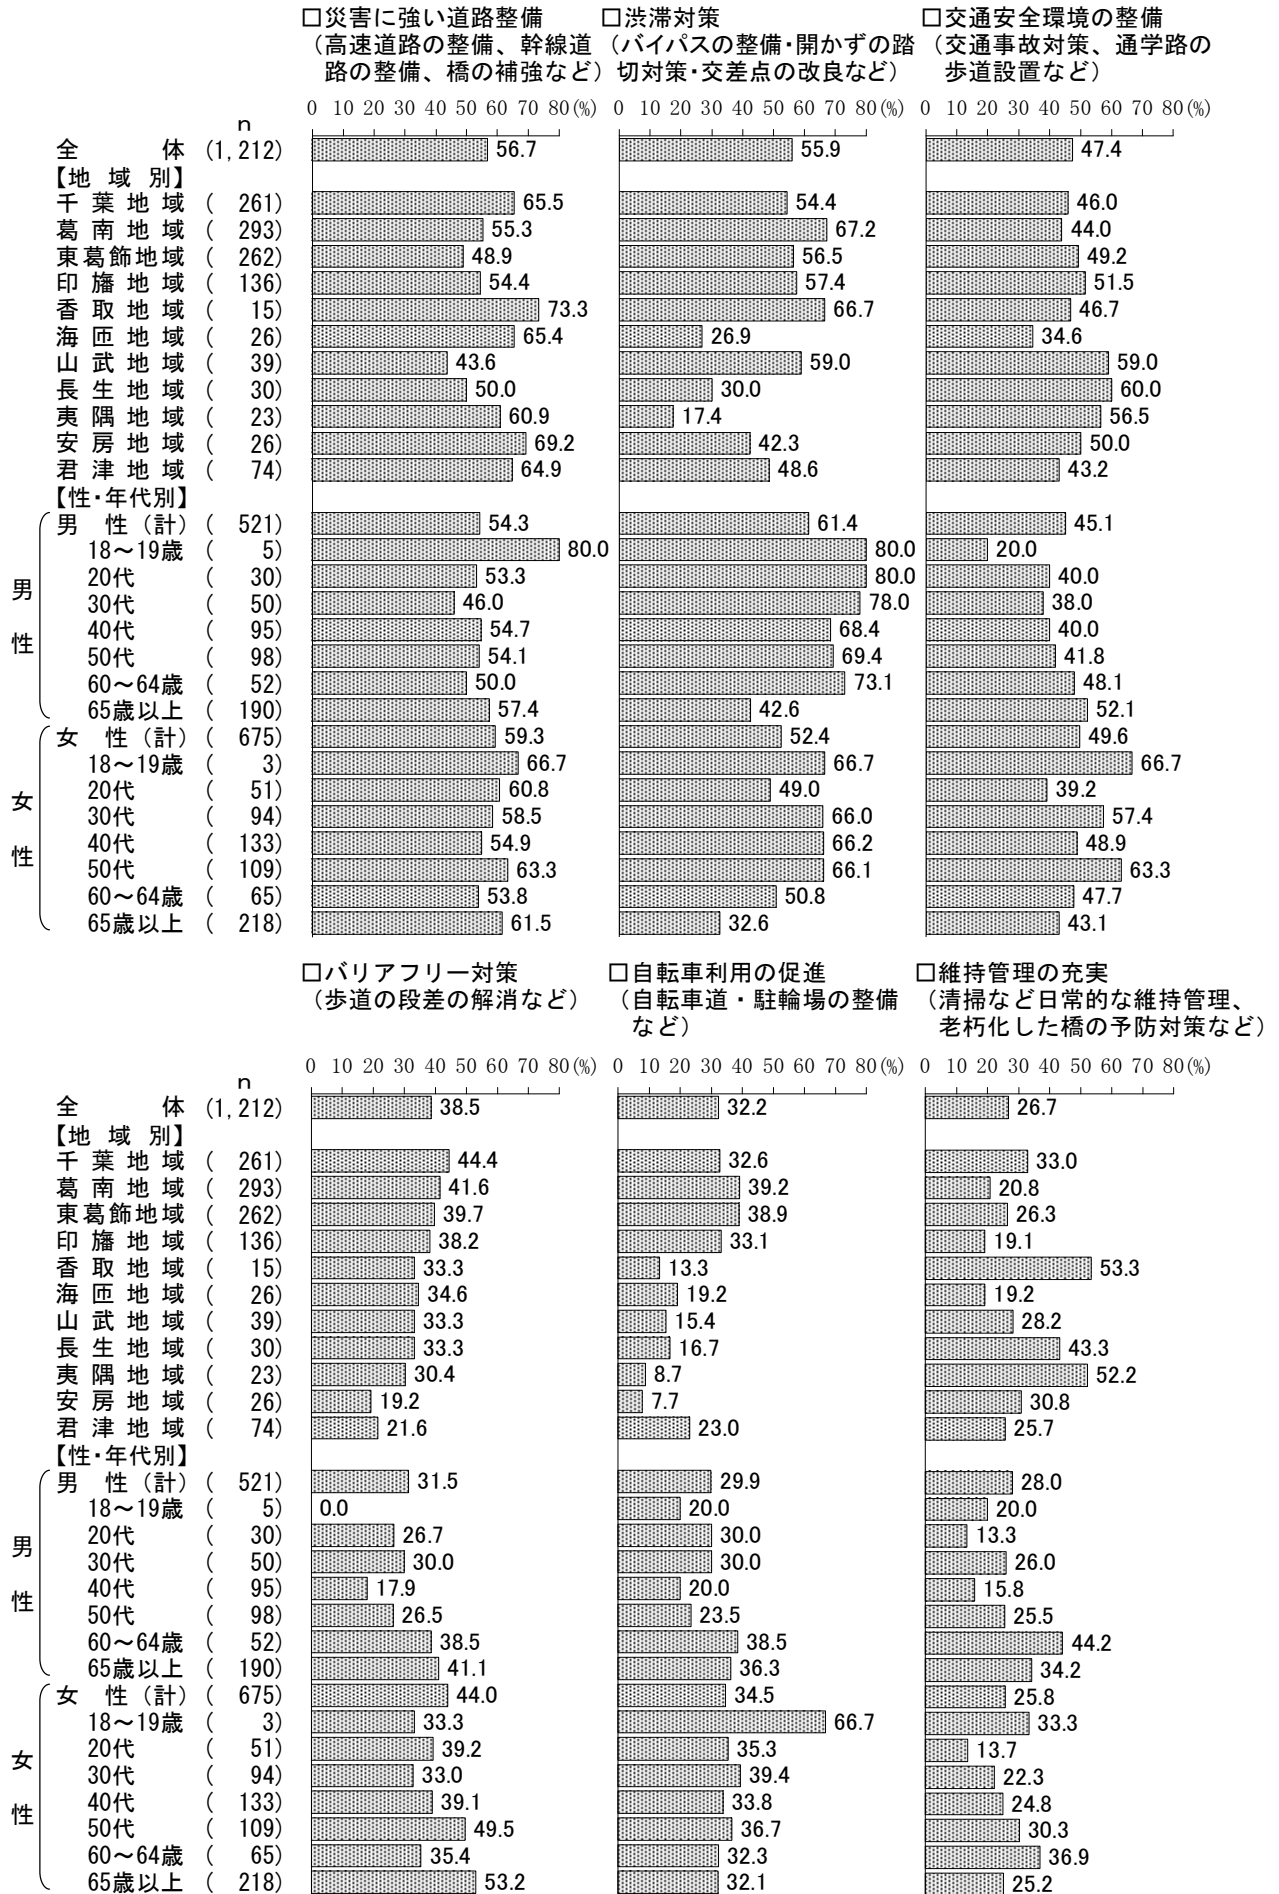 □災害に強い道路整備 □渋滞対策 □交通安全環境の整備
（高速道路の整備、幹線道 （バイパスの整備・開かずの踏 （交通事故対策、通学路の
路の整備、橋の補強など） 切対策・交差点の改良など） 歩道設置など）
0 10 20 30 40 50 60 70 80(%) 0 10 20 30 40 50 60 70 80(%) 0 10 20 30 40 50 60 70 80(%)
n
全体 (1,212) 56.7 55.9 47.4
【地域別】
千葉地域 ( 261) 65.5 54.4 46.0
葛南地域 ( 293) 55.3 67.2 44.0
東葛飾地域 ( 262) 48.9 56.5 49.2
印旛地域 ( 136) 54.4 57.4 51.5
香取地域 ( 15) 73.3 66.7 46.7
海匝地域 ( 26) 65.4 26.9 34.6
山武地域 ( 39) 43.6 59.0 59.0
長生地域 ( 30) 50.0 30.0 60.0
夷隅地域 ( 23) 60.9 17.4 56.5
安房地域 ( 26) 69.2 42.3 50.0
君津地域 ( 74) 64.9 48.6 43.2
【性・年代別】
男性
男性（計） ( 521) 54.3 61.4 45.1
18～19歳 ( 5) 80.0 80.0 20.0
20代 ( 30) 53.3 80.0 40.0
30代 ( 50) 46.0 78.0 38.0
40代 ( 95) 54.7 68.4 40.0
50代 ( 98) 54.1 69.4 41.8
60～64歳 ( 52) 50.0 73.1 48.1
65歳以上 ( 190) 57.4 42.6 52.1
女性
女性（計） ( 675) 59.3 52.4 49.6
18～19歳 ( 3) 66.7 66.7 66.7
20代 ( 51) 60.8 49.0 39.2
30代 ( 94) 58.5 66.0 57.4
40代 ( 133) 54.9 66.2 48.9
50代 ( 109) 63.3 66.1 63.3
60～64歳 ( 65) 53.8 50.8 47.7
65歳以上 ( 218) 61.5 32.6 43.1
□バリアフリー対策 □自転車利用の促進 □維持管理の充実
（歩道の段差の解消など） （自転車道・駐輪場の整備 （清掃など日常的な維持管理、
など） 老朽化した橋の予防対策など）
0 10 20 30 40 50 60 70 80(%) 0 10 20 30 40 50 60 70 80(%) 0 10 20 30 40 50 60 70 80(%)
n
全体 (1,212) 38.5 32.2 26.7
【地域別】
千葉地域 ( 261) 44.4 32.6 33.0
葛南地域 ( 293) 41.6 39.2 20.8
東葛飾地域 ( 262) 39.7 38.9 26.3
印旛地域 ( 136) 38.2 33.1 19.1
香取地域 ( 15) 33.3 13.3 53.3
海匝地域 ( 26) 34.6 19.2 19.2
山武地域 ( 39) 33.3 15.4 28.2
長生地域 ( 30) 33.3 16.7 43.3
夷隅地域 ( 23) 30.4 8.7 52.2
安房地域 ( 26) 19.2 7.7 30.8
君津地域 ( 74) 21.6 23.0 25.7
【性・年代別】
男性
男性（計） ( 521) 31.5 29.9 28.0
18～19歳 ( 5) 0.0 20.0 20.0
20代 ( 30) 26.7 30.0 13.3
30代 ( 50) 30.0 30.0 26.0
40代 ( 95) 17.9 20.0 15.8
50代 ( 98) 26.5 23.5 25.5
60～64歳 ( 52) 38.5 38.5 44.2
65歳以上 ( 190) 41.1 36.3 34.2
女性
女性（計） ( 675) 44.0 34.5 25.8
18～19歳 ( 3) 33.3 66.7 33.3
20代 ( 51) 39.2 35.3 13.7
30代 ( 94) 33.0 39.4 22.3
40代 ( 133) 39.1 33.8 24.8
50代 ( 109) 49.5 36.7 30.3
60～64歳 ( 65) 35.4 32.3 36.9
65歳以上 ( 218) 53.2 32.1 25.2